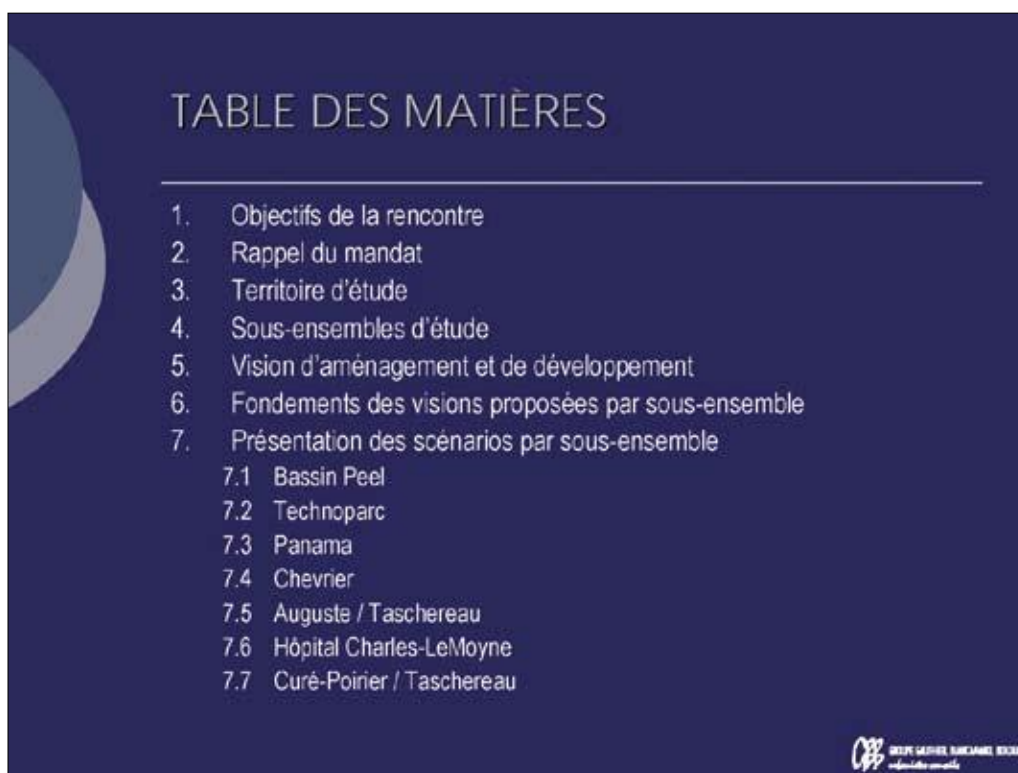 TABLE DES MATIÈRES
1. Objectifs de la rencontre
2. Rappel du mandat
3. Territoire d'étude
4. Sous-ensembles d'étude
5. Vision d'aménagement et de développement
6. Fondements des visions proposées par sous-ensemble
7. Présentation des scénarios par sous-ensemble
7.1 Bassin Peel
7.2 Technoparc
7.3 Panama
7.4 Chevrier
7.5 Auguste / Taschereau
7.6 Hôpital Charles-LeMoyne
7.7 Curé-Poirier / Taschereau
GROUPE